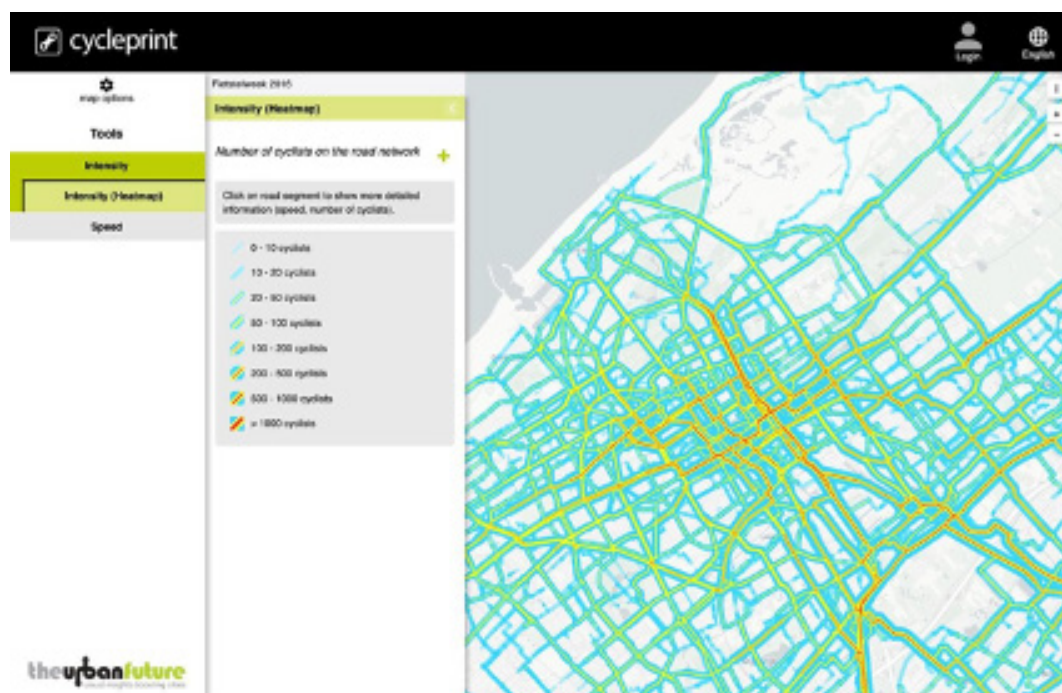 cycleprint
Login
English
map options
Tools
Intensity
Intensity (Heatmap)
Speed
Fietstelweek 2016
Intensity (Heatmap)
Number of cyclists on the road network
Click on road segment to show more detailed
information (speed, number of cyclists).
0 - 10 cyclists
10 - 20 cyclists
20 - 50 cyclists
50 - 100 cyclists
100 - 200 cyclists
200 - 500 cyclists
500 - 1000 cyclists
> 1000 cyclists
theurbanfuture